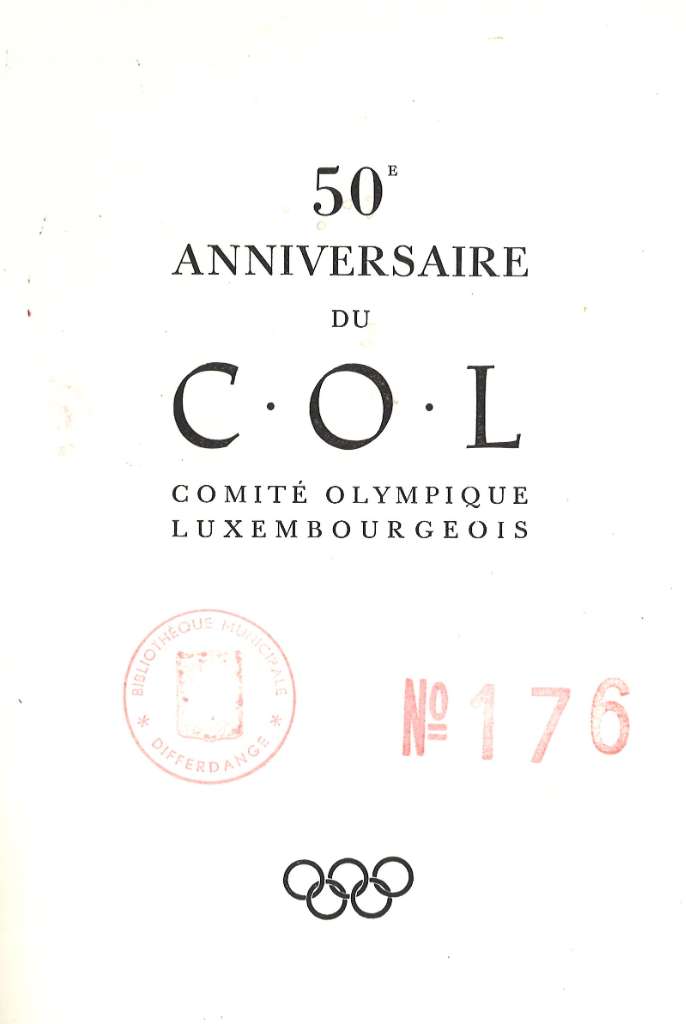 50E
ANNIVERSAIRE
DU
C·O·L
COMITÉ OLYMPIQUE
LUXEMBOURGEOIS
BIBLIOTHÈQUE MUNICIPALE
* DIFFERDANGE *
No 176